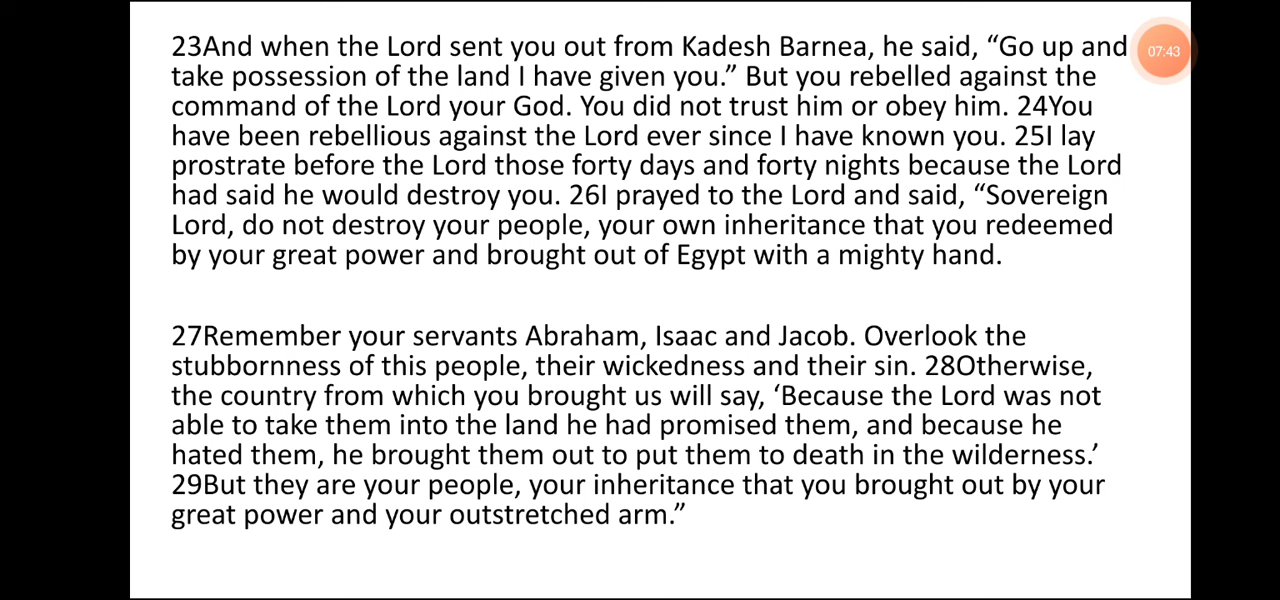 23And when the Lord sent you out from Kadesh Barnea, he said, “Go up and
take possession of the land I have given you.” But you rebelled against the
command of the Lord your God. You did not trust him or obey him. 24You
have been rebellious against the Lord ever since I have known you. 25I lay
prostrate before the Lord those forty days and forty nights because the Lord
had said he would destroy you. 26I prayed to the Lord and said, “Sovereign
Lord, do not destroy your people, your own inheritance that you redeemed
by your great power and brought out of Egypt with a mighty hand.
27Remember your servants Abraham, Isaac and Jacob. Overlook the
stubbornness of this people, their wickedness and their sin. 28Otherwise,
the country from which you brought us will say, ‘Because the Lord was not
able to take them into the land he had promised them, and because he
hated them, he brought them out to put them to death in the wilderness.’
29But they are your people, your inheritance that you brought out by your
great power and your outstretched arm.”
07:43